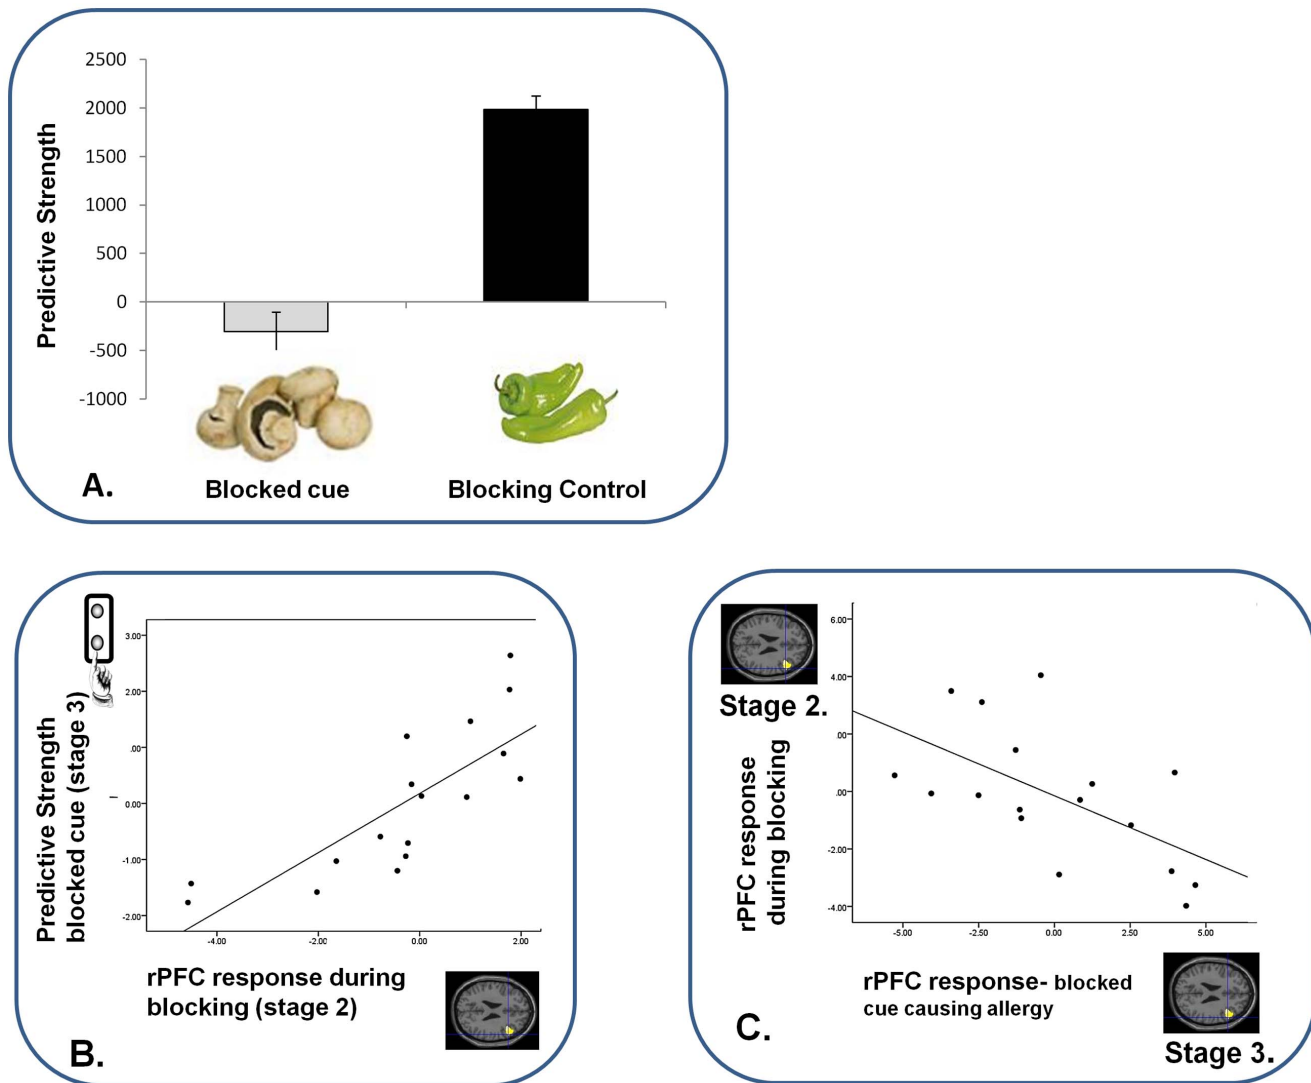 2500
2000
1500
1000
500
0
-500
-1000
Predictive Strength
A.
Blocked cue
Blocking Control
Predictive Strength
blocked cue (stage 3)
3.00
2.00
.00
0.00
-1.00
-2.00
-4.00
-2.00
0.00
2.00
rPFC response during
blocking (stage 2)
B.
Stage 2.
rPFC response
during blocking
6.00
4.00
.00
.00
-2.00
-4.00
-5.00
-2.50
0.00
2.50
5.00
rPFC response- blocked
cue causing allergy
C.
Stage 3.